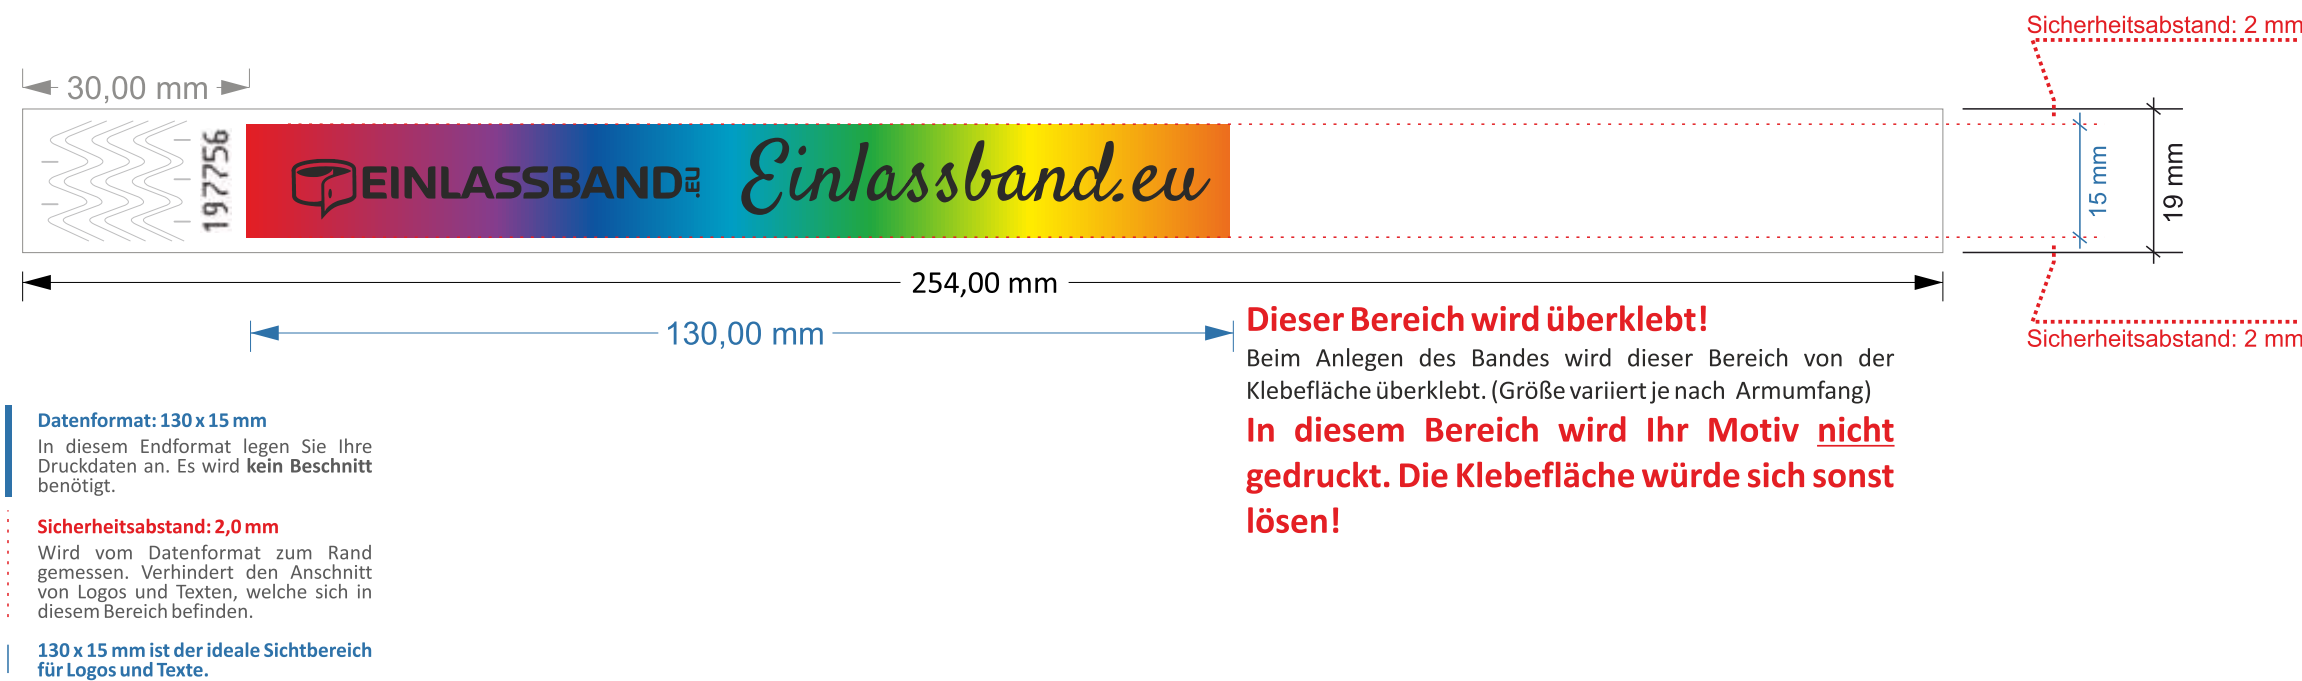 Sicherheitsabstand: 2 mm
30,00 mm
197756
EINLASSBAND.EU
Einlassband.eu
15 mm
19 mm
254,00 mm
130,00 mm
Sicherheitsabstand: 2 mm
Dieser Bereich wird überklebt!
Beim Anlegen des Bandes wird dieser Bereich von der
Klebefläche überklebt. (Größe variiert je nach Armumfang)
In diesem Bereich wird Ihr Motiv nicht
gedruckt. Die Klebefläche würde sich sonst
lösen!
Datenformat: 130 x 15 mm
In diesem Endformat legen Sie Ihre
Druckdaten an. Es wird kein Beschnitt
benötigt.
Sicherheitsabstand: 2,0 mm
Wird vom Datenformat zum Rand
gemessen. Verhindert den Anschnitt
von Logos und Texten, welche sich in
diesem Bereich befinden.
130 x 15 mm ist der ideale Sichtbereich
für Logos und Texte.